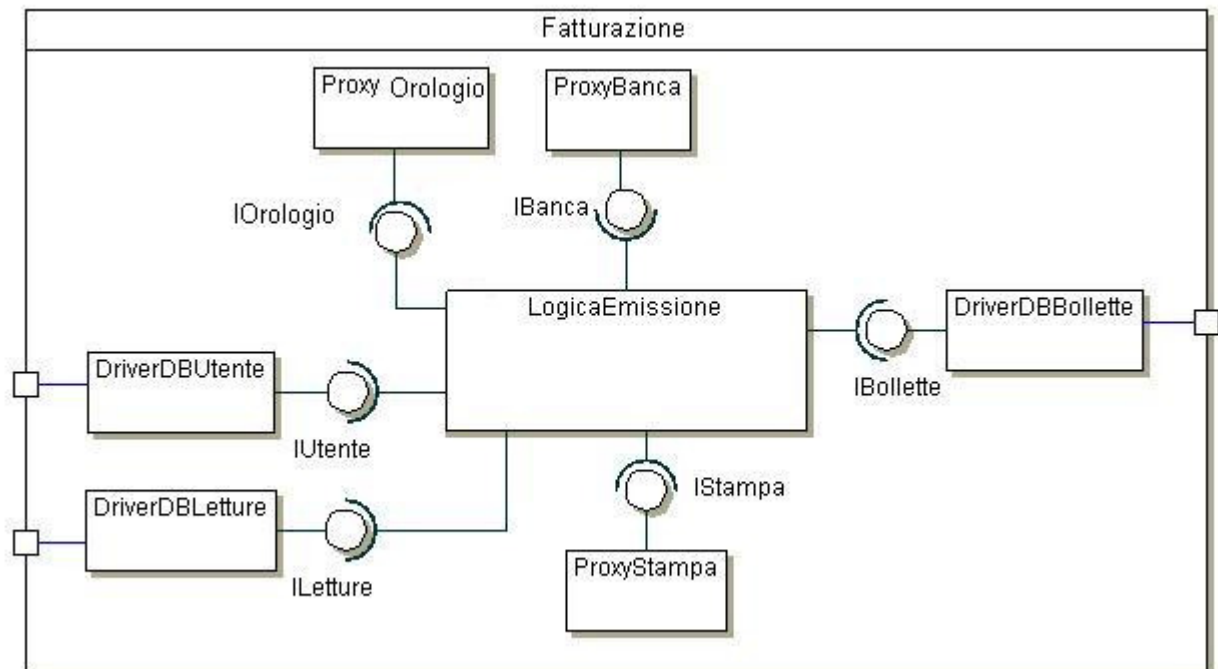 Fatturazione
Proxy Orologio
ProxyBanca
IOrologio
IBanca
LogicaEmissione
DriverDBBollette
IBollette
DriverDBUtente
IUtente
IStampa
DriverDBLetture
ILetture
ProxyStampa